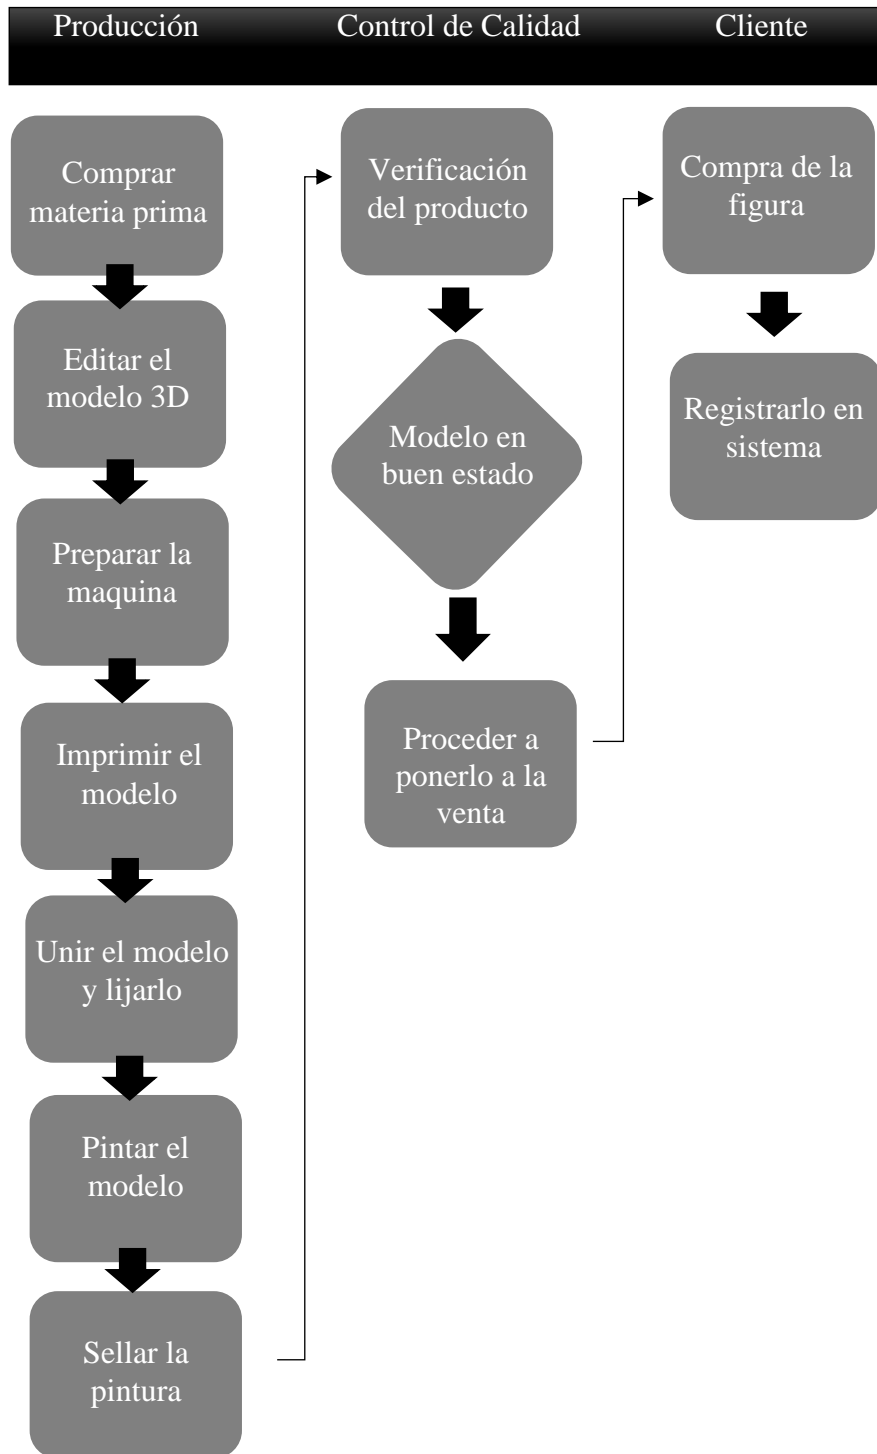 Producción
Control de Calidad
Cliente
Comprar
materia prima
Editar el
modelo 3D
Preparar la
maquina
Imprimir el
modelo
Unir el modelo
y lijarlo
Pintar el
modelo
Sellar la
pintura
Verificación
del producto
Modelo en
buen estado
Proceder a
ponerlo a la
venta
Compra de la
figura
Registrarlo en
sistema